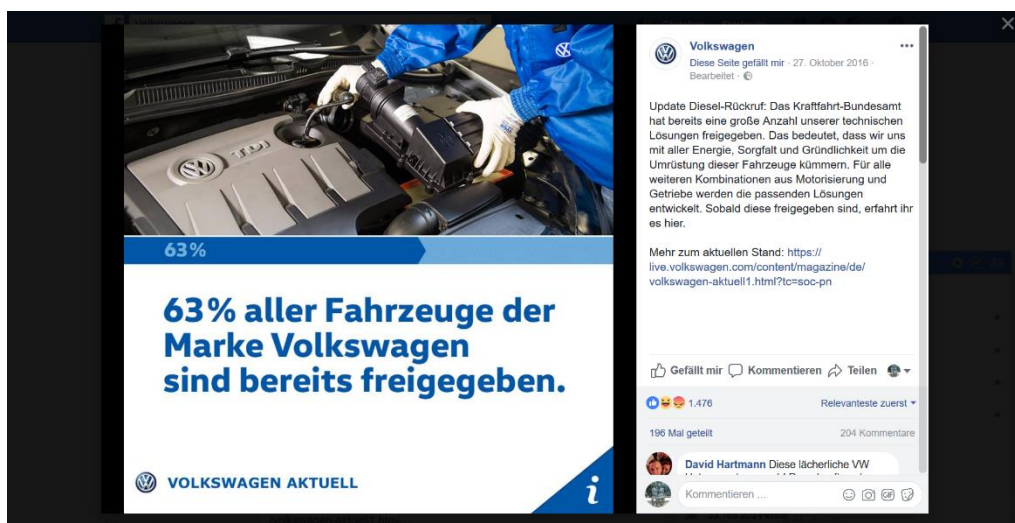 Volkswagen
TDI
63%
63% aller Fahrzeuge der
Marke Volkswagen
sind bereits freigegeben.
VOLKSWAGEN AKTUELL
i
Volkswagen
Diese Seite gefällt mir · 27. Oktober 2016 ·
Bearbeitet ·
Update Diesel-Rückruf: Das Kraftfahrt-Bundesamt
hat bereits eine große Anzahl unserer technischen
Lösungen freigegeben. Das bedeutet, dass wir uns
mit aller Energie, Sorgfalt und Gründlichkeit um die
Umrüstung dieser Fahrzeuge kümmern. Für alle
weiteren Kombinationen aus Motorisierung und
Getriebe werden die passenden Lösungen
entwickelt. Sobald diese freigegeben sind, erfahrt ihr
es hier.
Mehr zum aktuellen Stand: https://
live.volkswagen.com/content/magazine/de/
volkswagen-aktuell1.html?tc=soc-pn
Gefällt mir Kommentieren Teilen
1.476 Relevanteste zuerst
196 Mal geteilt 204 Kommentare
David Hartmann Diese lächerliche VW
Kommentieren ... GIF